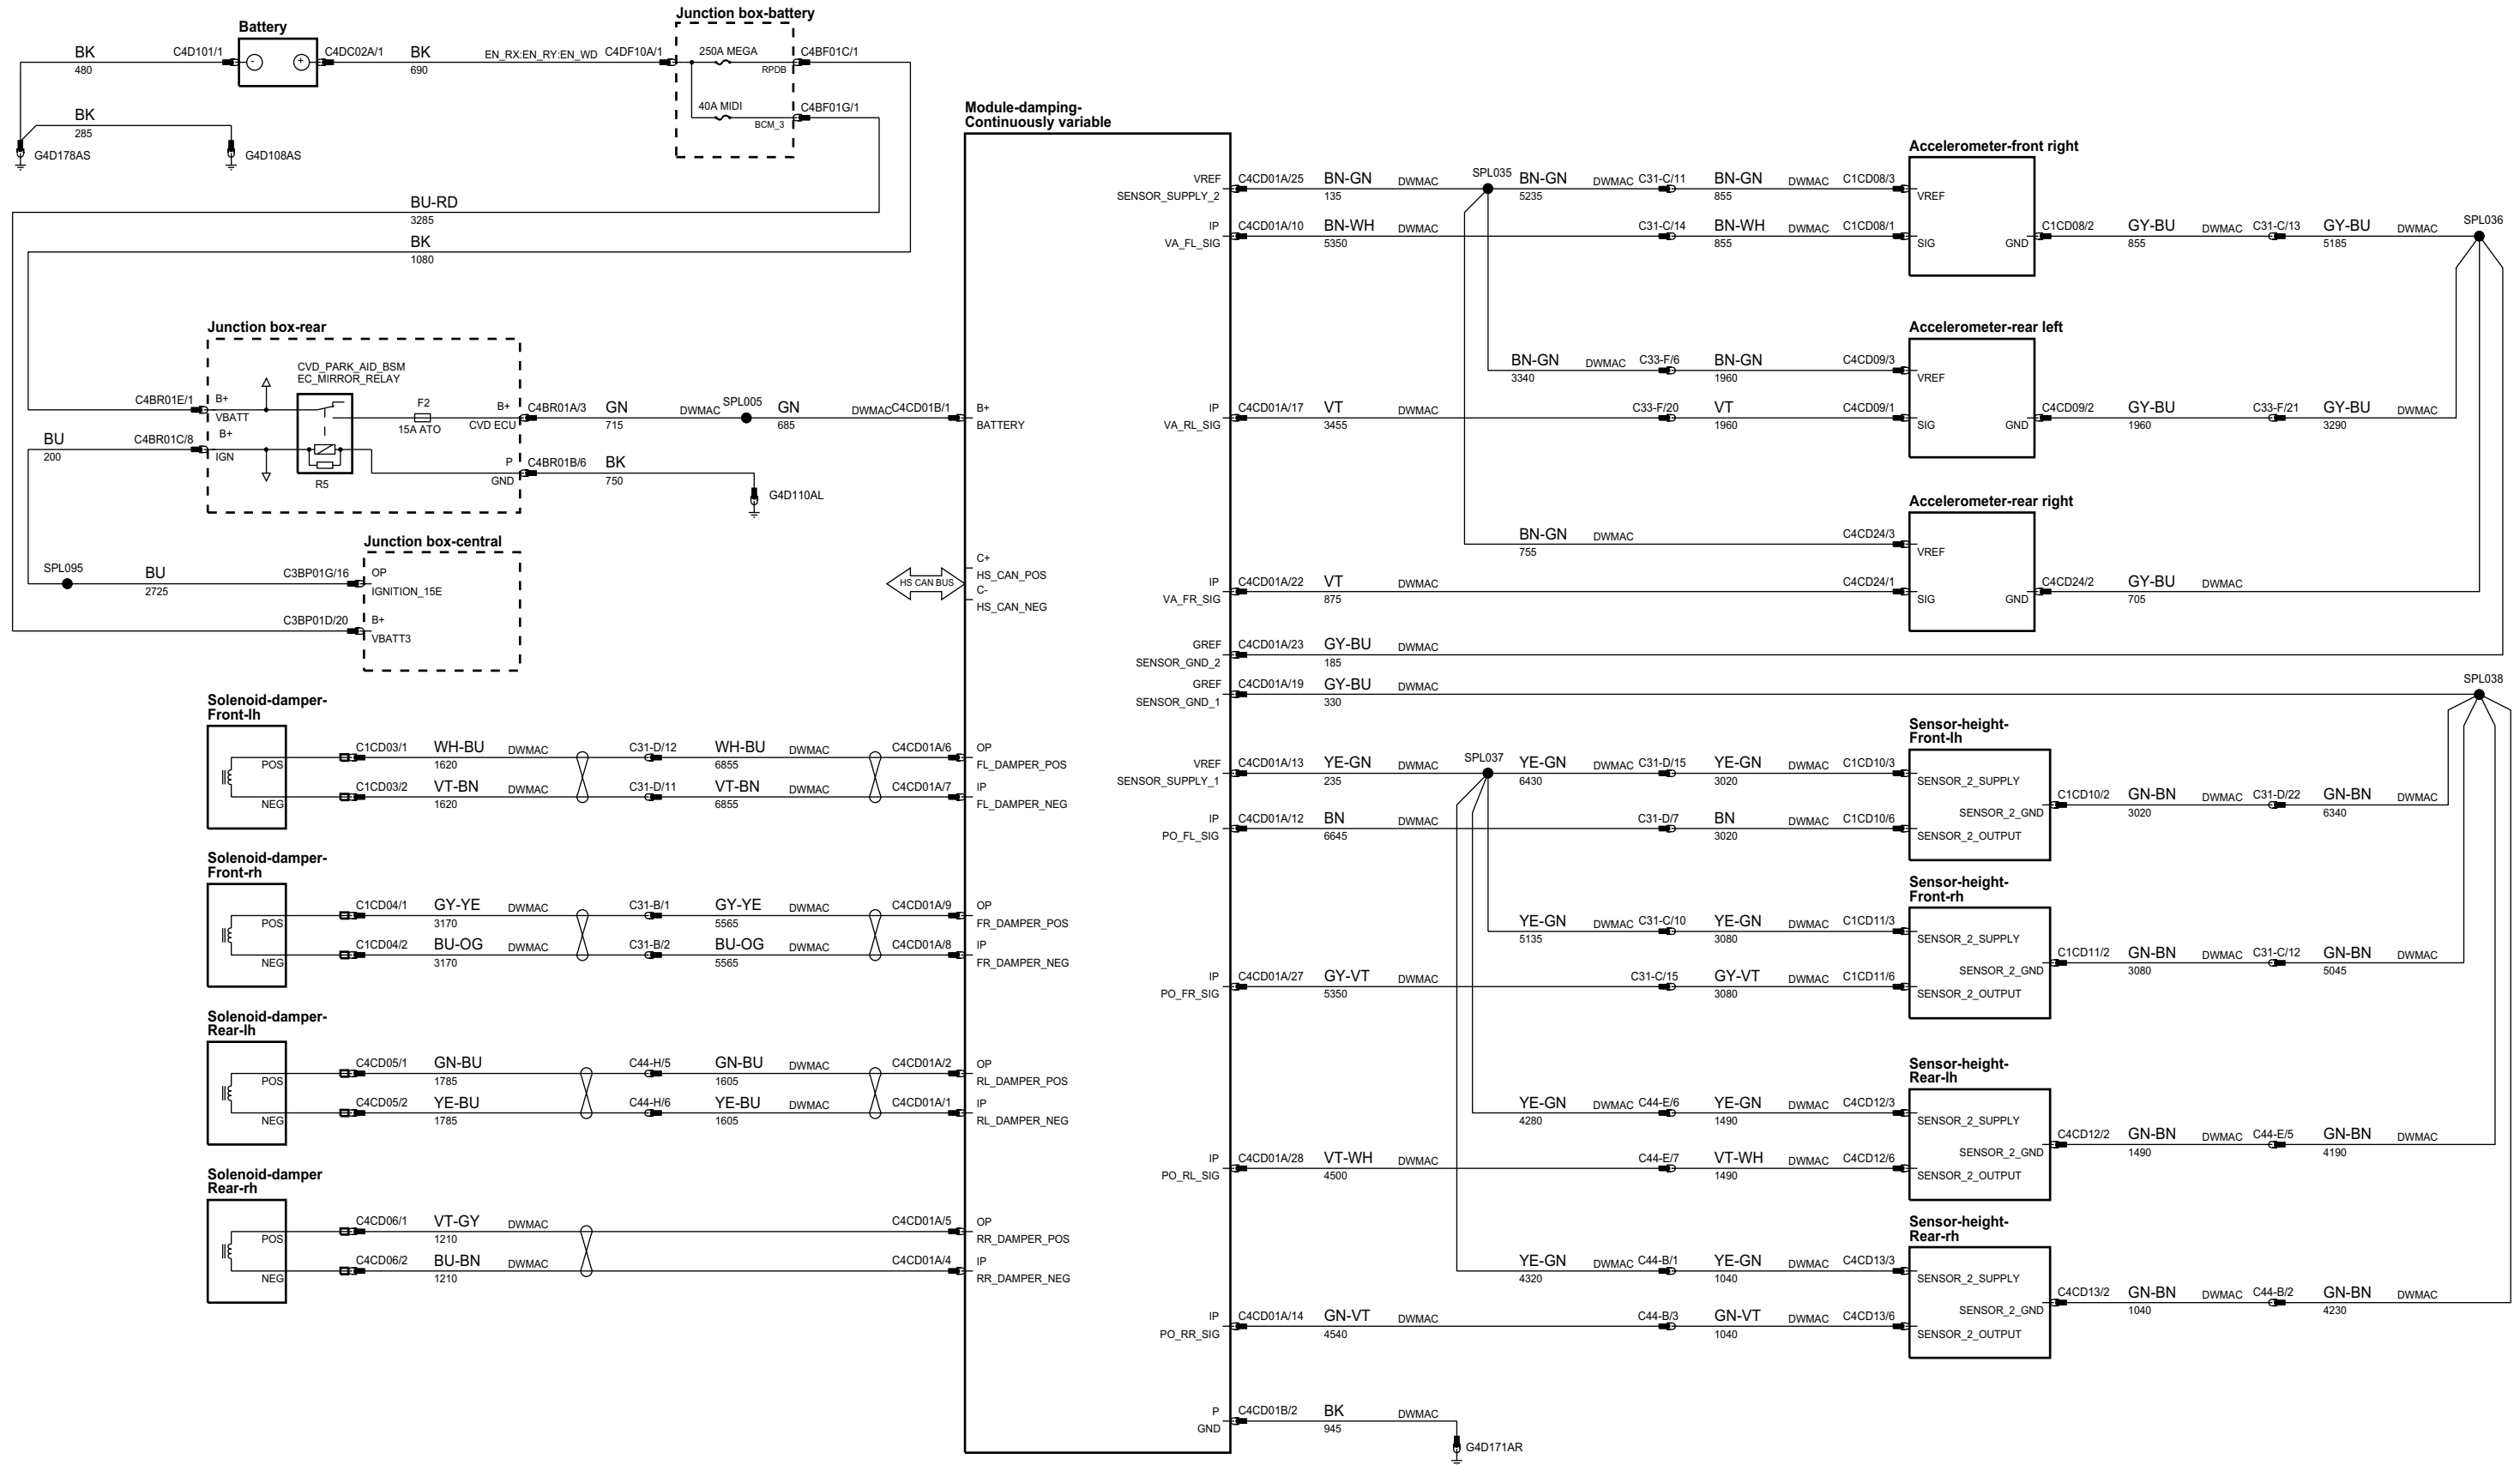 Battery
BK
480
C4D101/1
-
+
C4DC02A/1
BK
690
EN_RX:EN_RY:EN_WD
C4DF10A/1
Junction box-battery
250A MEGA
RPDB
C4BF01C/1
40A MIDI
BCM_3
C4BF01G/1
BK
285
G4D178AS
G4D108AS
BU-RD
3285
BK
1080
Junction box-rear
CVD_PARK_AID_BSM
EC_MIRROR_RELAY
C4BR01E/1
B+
VBATT
F2
15A ATO
B+
CVD ECU
C4BR01A/3
GN
715
DWMAC
SPL005
GN
685
DWMAC
C4CD01B/1
BU
200
C4BR01C/8
B+
IGN
R5
P
GND
C4BR01B/6
BK
750
G4D110AL
Junction box-central
SPL095
BU
2725
C3BP01G/16
OP
IGNITION_15E
C3BP01D/20
B+
VBATT3
Solenoid-damper-
Front-lh
POS
NEG
C1CD03/1
WH-BU
1620
DWMAC
C31-D/12
WH-BU
6855
DWMAC
C4CD01A/6
C1CD03/2
VT-BN
1620
DWMAC
C31-D/11
VT-BN
6855
DWMAC
C4CD01A/7
Solenoid-damper-
Front-rh
POS
NEG
C1CD04/1
GY-YE
3170
DWMAC
C31-B/1
GY-YE
5565
DWMAC
C4CD01A/9
C1CD04/2
BU-OG
3170
DWMAC
C31-B/2
BU-OG
5565
DWMAC
C4CD01A/8
Solenoid-damper-
Rear-lh
POS
NEG
C4CD05/1
GN-BU
1785
C44-H/5
GN-BU
1605
DWMAC
C4CD01A/2
C4CD05/2
YE-BU
1785
C44-H/6
YE-BU
1605
DWMAC
C4CD01A/1
Solenoid-damper
Rear-rh
POS
NEG
C4CD06/1
VT-GY
1210
DWMAC
C4CD01A/5
C4CD06/2
BU-BN
1210
DWMAC
C4CD01A/4
Module-damping-
Continuously variable
B+
BATTERY
HS CAN BUS
C+
HS_CAN_POS
C-
HS_CAN_NEG
OP
FL_DAMPER_POS
IP
FL_DAMPER_NEG
OP
FR_DAMPER_POS
IP
FR_DAMPER_NEG
OP
RL_DAMPER_POS
IP
RL_DAMPER_NEG
OP
RR_DAMPER_POS
IP
RR_DAMPER_NEG
VREF
SENSOR_SUPPLY_2
C4CD01A/25
BN-GN
135
DWMAC
SPL035
BN-GN
5235
DWMAC
C31-C/11
BN-GN
855
DWMAC
C1CD08/3
IP
VA_FL_SIG
C4CD01A/10
BN-WH
5350
DWMAC
C31-C/14
BN-WH
855
DWMAC
C1CD08/1
Accelerometer-front right
VREF
SIG
GND
C1CD08/2
GY-BU
855
DWMAC
C31-C/13
GY-BU
5185
DWMAC
SPL036
Accelerometer-rear left
BN-GN
3340
DWMAC
C33-F/6
BN-GN
1960
C4CD09/3
VREF
IP
VA_RL_SIG
C4CD01A/17
VT
3455
DWMAC
C33-F/20
VT
1960
C4CD09/1
SIG
GND
C4CD09/2
GY-BU
1960
C33-F/21
GY-BU
3290
DWMAC
Accelerometer-rear right
BN-GN
755
DWMAC
C4CD24/3
VREF
IP
VA_FR_SIG
C4CD01A/22
VT
875
DWMAC
C4CD24/1
SIG
GND
C4CD24/2
GY-BU
705
DWMAC
GREF
SENSOR_GND_2
C4CD01A/23
GY-BU
185
DWMAC
GREF
SENSOR_GND_1
C4CD01A/19
GY-BU
330
DWMAC
SPL038
Sensor-height-
Front-lh
VREF
SENSOR_SUPPLY_1
C4CD01A/13
YE-GN
235
DWMAC
SPL037
YE-GN
6430
DWMAC
C31-D/15
YE-GN
3020
DWMAC
C1CD10/3
SENSOR_2_SUPPLY
SENSOR_2_GND
SENSOR_2_OUTPUT
C1CD10/2
GN-BN
3020
DWMAC
C31-D/22
GN-BN
6340
DWMAC
IP
PO_FL_SIG
C4CD01A/12
BN
6645
DWMAC
C31-D/7
BN
3020
DWMAC
C1CD10/6
Sensor-height-
Front-rh
YE-GN
5135
DWMAC
C31-C/10
YE-GN
3080
DWMAC
C1CD11/3
SENSOR_2_SUPPLY
SENSOR_2_GND
SENSOR_2_OUTPUT
C1CD11/2
GN-BN
3080
DWMAC
C31-C/12
GN-BN
5045
DWMAC
IP
PO_FR_SIG
C4CD01A/27
GY-VT
5350
DWMAC
C31-C/15
GY-VT
3080
DWMAC
C1CD11/6
Sensor-height-
Rear-lh
YE-GN
4280
DWMAC
C44-E/6
YE-GN
1490
DWMAC
C4CD12/3
SENSOR_2_SUPPLY
SENSOR_2_GND
SENSOR_2_OUTPUT
C4CD12/2
GN-BN
1490
DWMAC
C44-E/5
GN-BN
4190
DWMAC
IP
PO_RL_SIG
C4CD01A/28
VT-WH
4500
DWMAC
C44-E/7
VT-WH
1490
DWMAC
C4CD12/6
Sensor-height-
Rear-rh
YE-GN
4320
DWMAC
C44-B/1
YE-GN
1040
DWMAC
C4CD13/3
SENSOR_2_SUPPLY
SENSOR_2_GND
SENSOR_2_OUTPUT
C4CD13/2
GN-BN
1040
DWMAC
C44-B/2
GN-BN
4230
DWMAC
IP
PO_RR_SIG
C4CD01A/14
GN-VT
4540
DWMAC
C44-B/3
GN-VT
1040
DWMAC
C4CD13/6
P
GND
C4CD01B/2
BK
945
DWMAC
G4D171AR